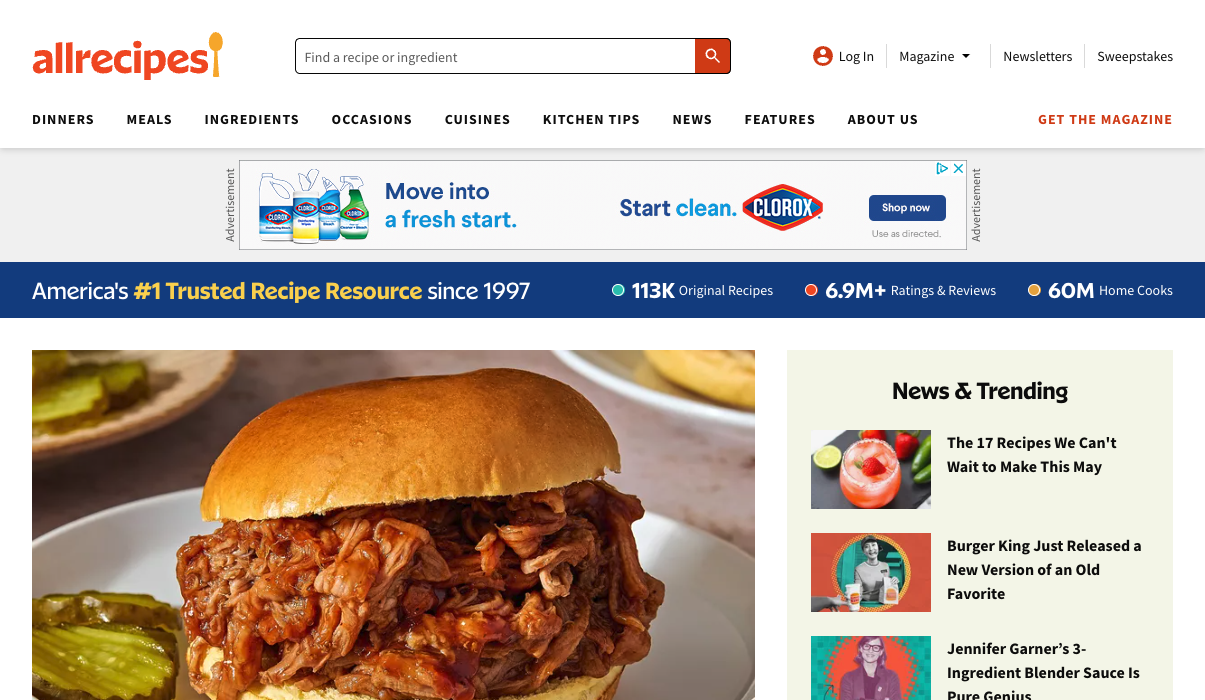 allrecipes
Find a recipe or ingredient
Log In
Magazine
Newsletters
Sweepstakes
DINNERS
MEALS
INGREDIENTS
OCCASIONS
CUISINES
KITCHEN TIPS
NEWS
FEATURES
ABOUT US
GET THE MAGAZINE
Advertisement
CLOROX
CLOROX
CLOROX
CLOROX
Move into
a fresh start.
Start clean.
CLOROX
Shop now
Use as directed.
Advertisement
America's #1 Trusted Recipe Resource since 1997
113K Original Recipes
6.9M+ Ratings & Reviews
60M Home Cooks
News & Trending
The 17 Recipes We Can't
Wait to Make This May
Burger King Just Released a
New Version of an Old
Favorite
Jennifer Garner’s 3-
Ingredient Blender Sauce Is
Pure Genius